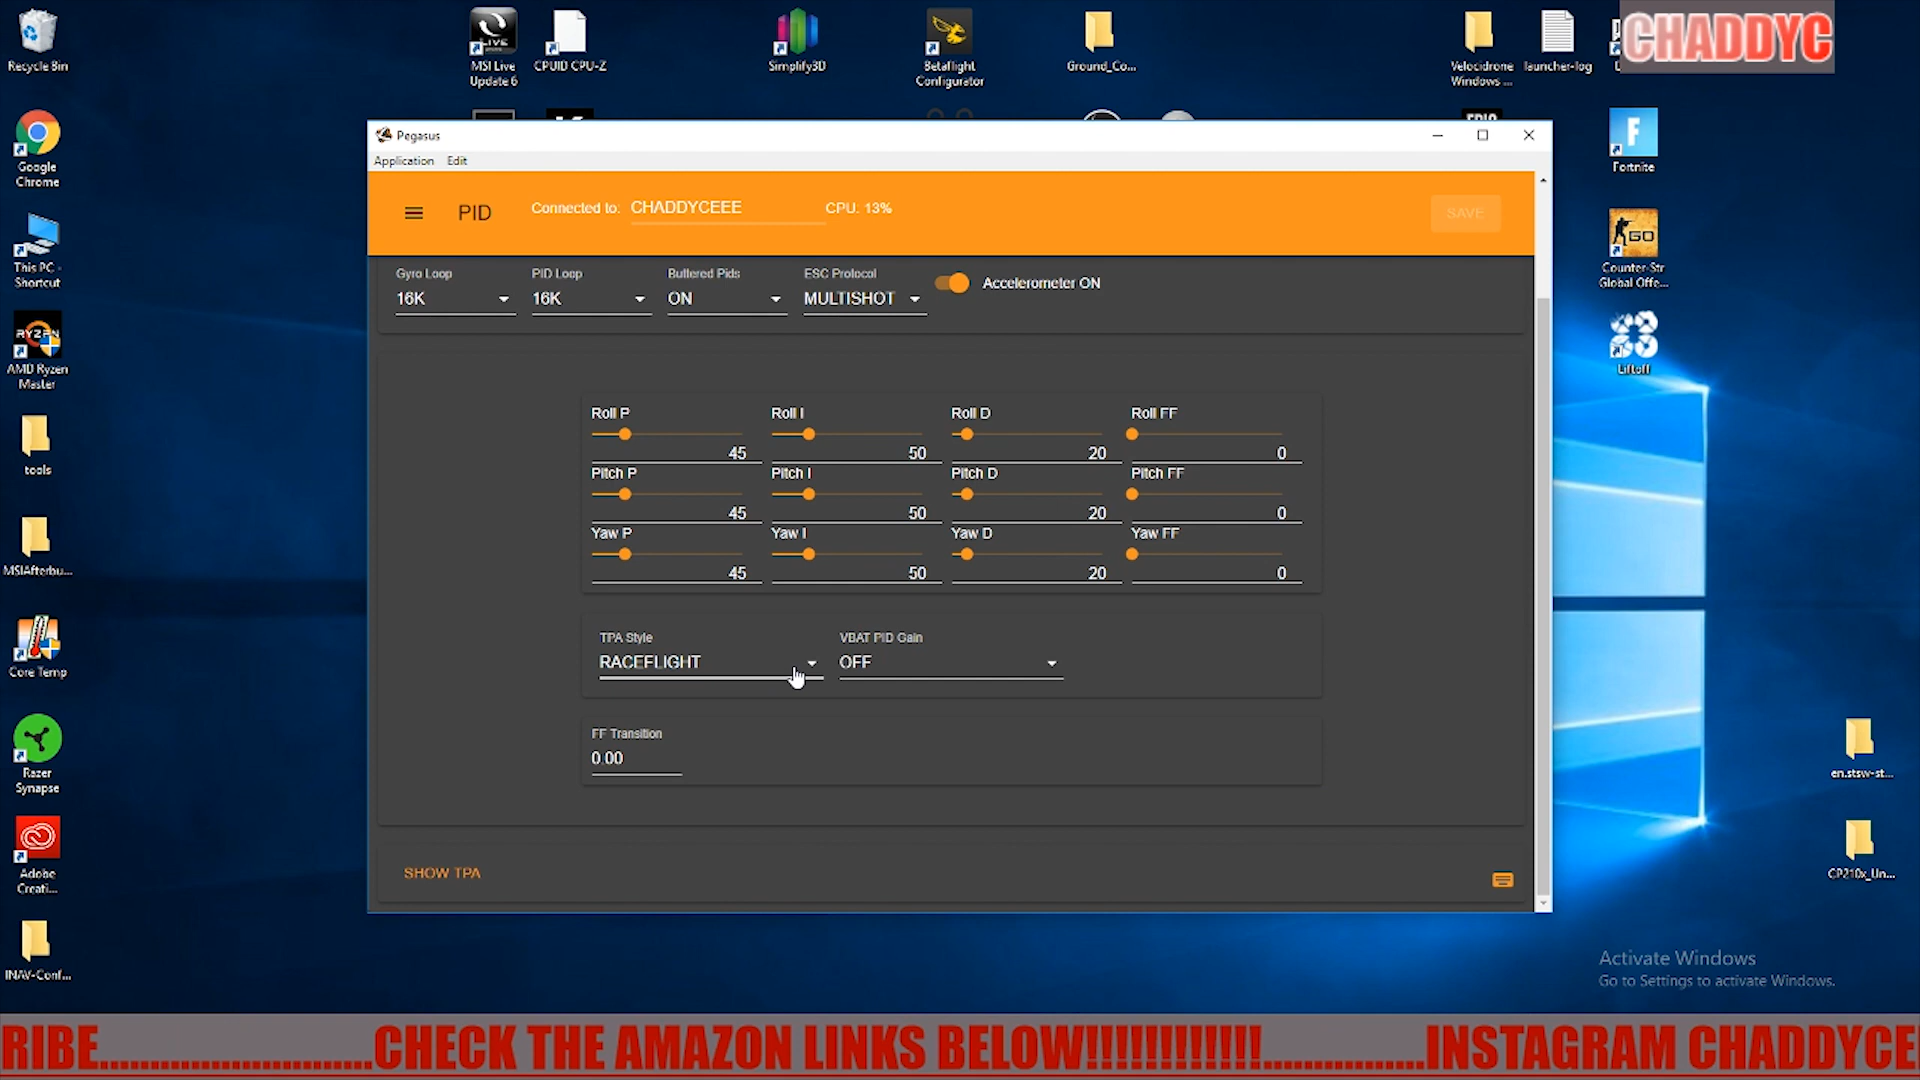 CHADDYC
Recycle Bin
MSI Live
Update 6
CPUID CPU-Z
Simplify3D
Betaflight
Configurator
Ground_Co...
Velocidrone
Windows ...
launcher-log
Google
Chrome
This PC -
Shortcut
RYZEN
AMD Ryzen
Master
tools
MSIAfterbu...
Core Temp
Razer
Synapse
Adobe
Creati...
INAV-Conf...
Pegasus
Application Edit
PID Connected to: CHADDYCEEE CPU: 13% SAVE
Gyro Loop PID Loop Buffered Pids ESC Protocol
16K 16K ON MULTISHOT Accelerometer ON
Roll P Roll I Roll D Roll FF
45 50 20 0
Pitch P Pitch I Pitch D Pitch FF
45 50 20 0
Yaw P Yaw I Yaw D Yaw FF
45 50 20 0
TPA Style VBAT PID Gain
RACEFLIGHT OFF
FF Transition
0.00
SHOW TPA
Fortnite
GO
Counter-Str
Global Offe...
Liftoff
en.stsw-st...
CP210x_Un...
Activate Windows
Go to Settings to activate Windows.
RIBE...........................CHECK THE AMAZON LINKS BELOW!!!!!!!!!!!!!................INSTAGRAM CHADDYCE